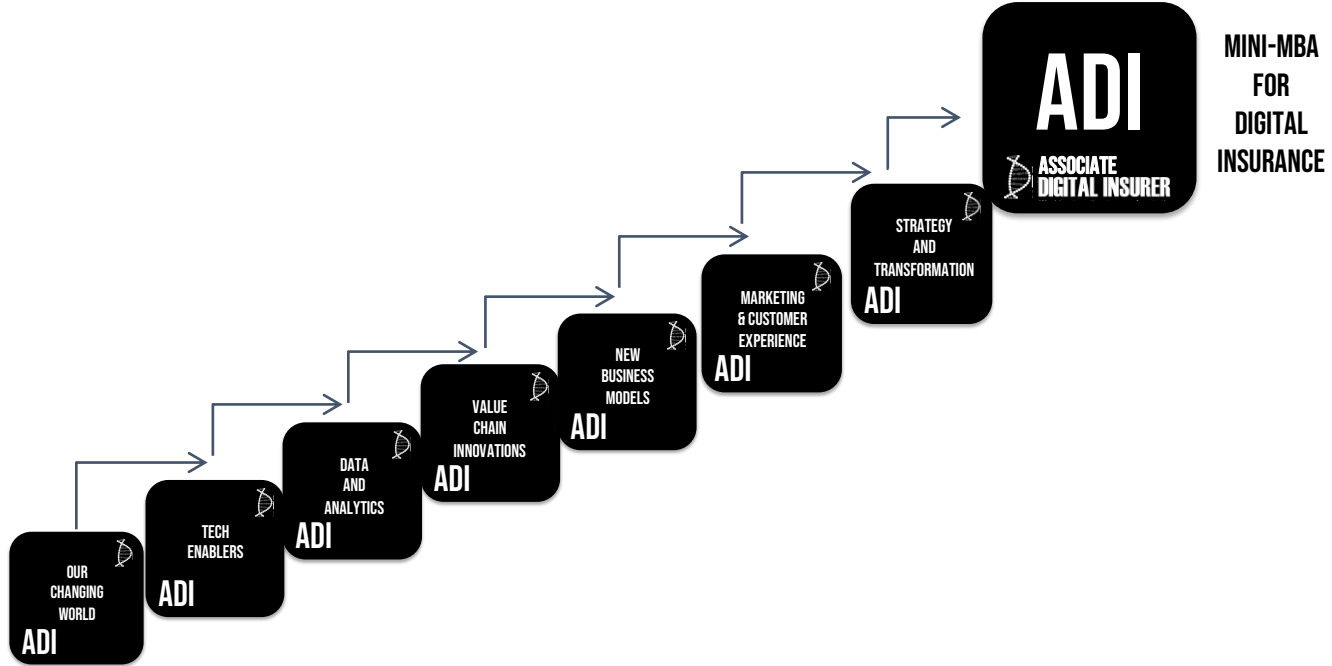 OUR
CHANGING
WORLD
ADI
TECH
ENABLERS
ADI
DATA
AND
ANALYTICS
ADI
VALUE
CHAIN
INNOVATIONS
ADI
NEW
BUSINESS
MODELS
ADI
MARKETING
& CUSTOMER
EXPERIENCE
ADI
STRATEGY
AND
TRANSFORMATION
ADI
ADI
ASSOCIATE
DIGITAL INSURER
MINI-MBA
FOR
DIGITAL
INSURANCE